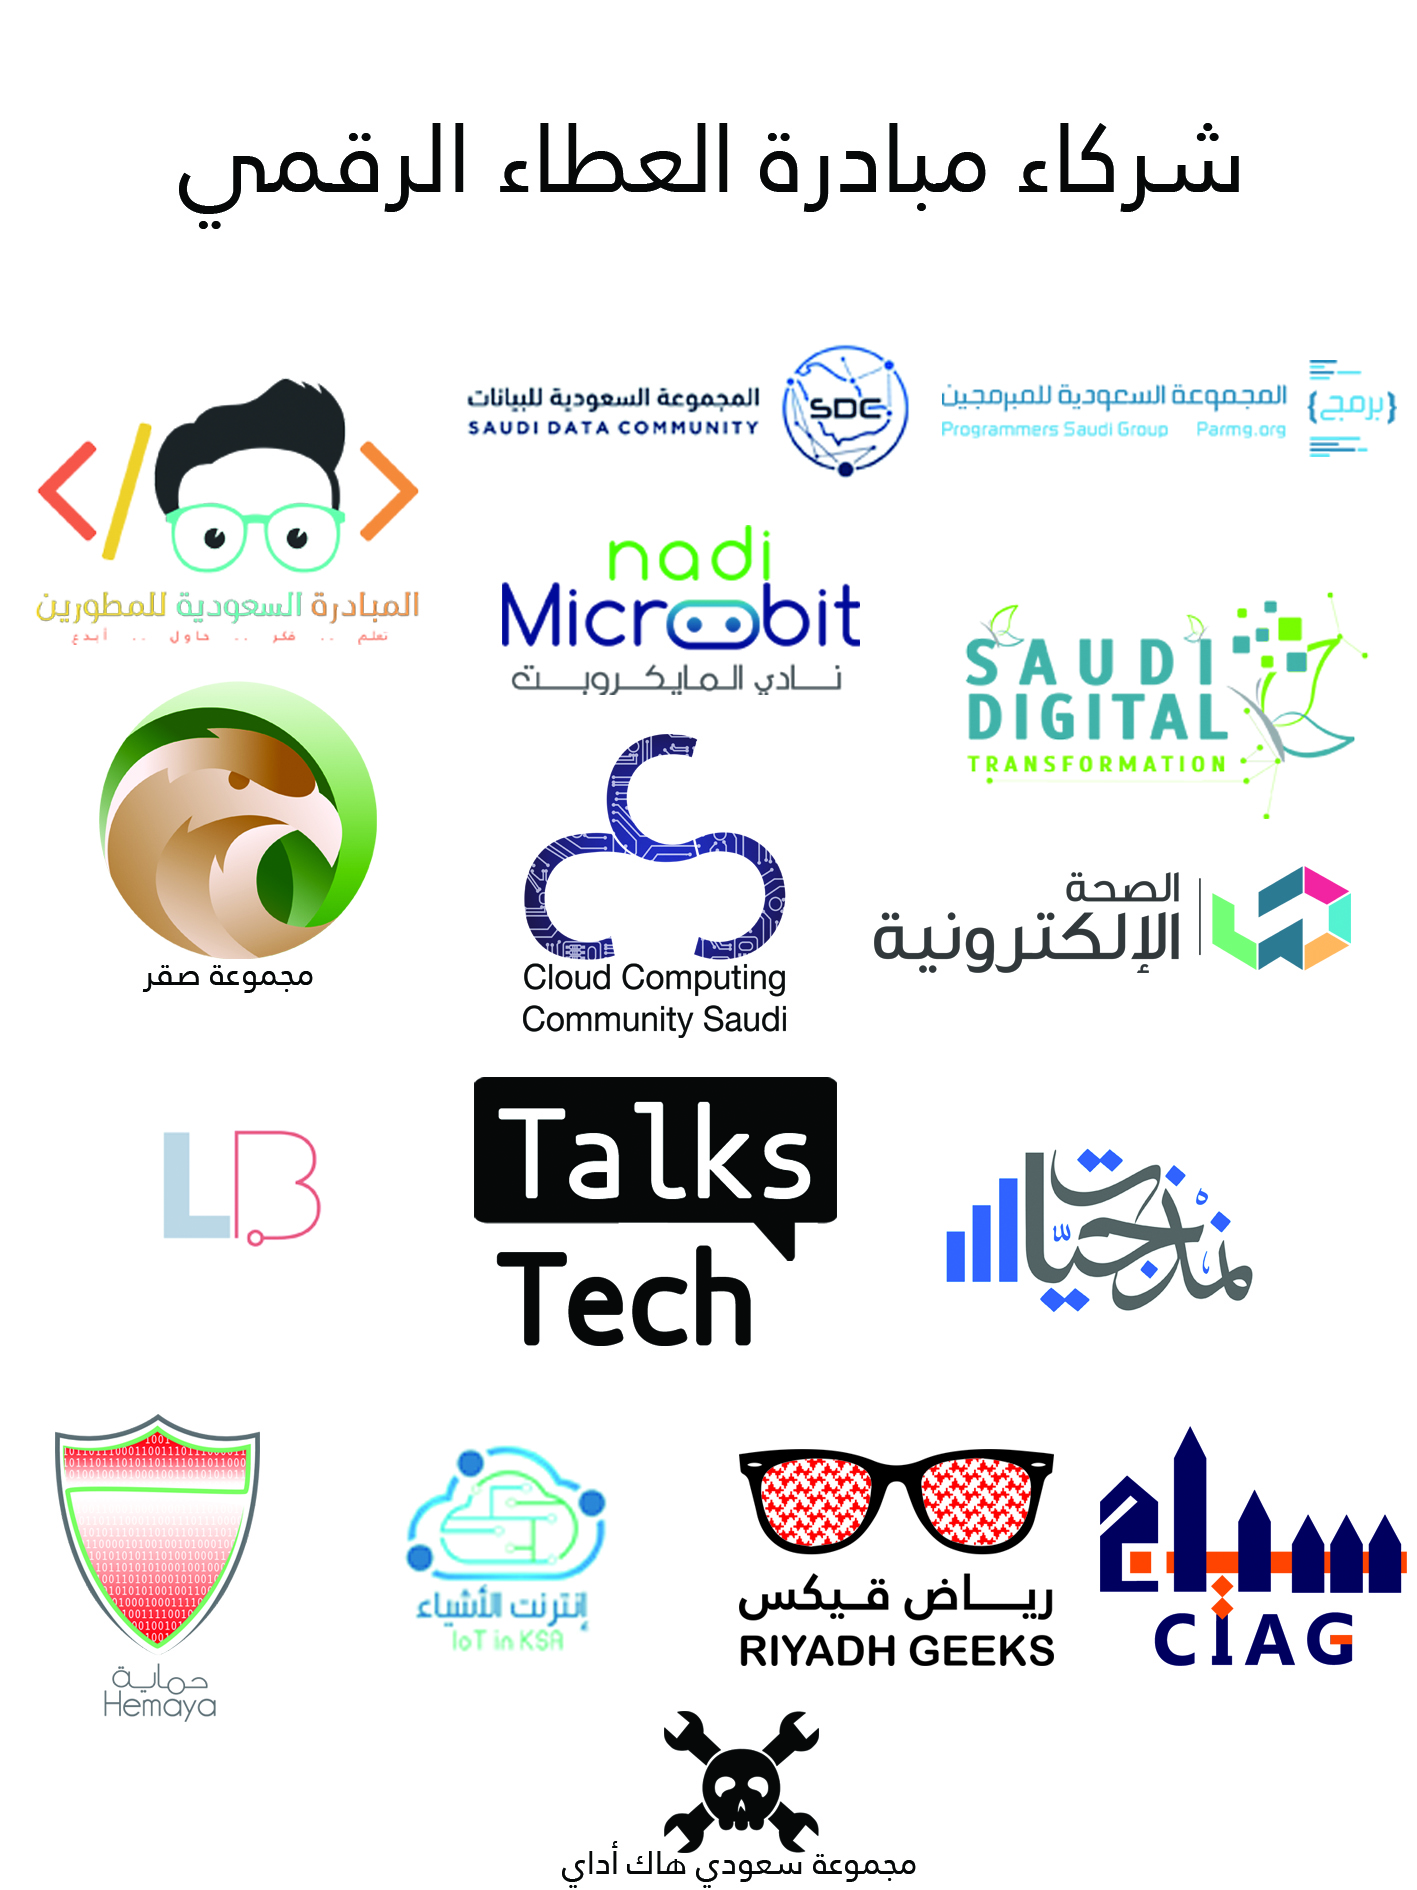 شركاء مبادرة العطاء الرقمي
المجموعة السعودية للمبرمجين
Programmers Saudi Group Parmg.org
{برمج}
المجموعة السعودية للبيانات
SAUDI DATA COMMUNITY
SDC
المبادرة السعودية للمطورين
تعلم .. فكر .. حاول .. أبدع
nadi
Microbit
نادي المايكروبت
SAUDI
DIGITAL
TRANSFORMATION
مجموعة صقر
Cloud Computing
Community Saudi
الصحة
الإلكترونية
LB
Talks
Tech
نمذجيات
حماية
Hemaya
إنترنت الأشياء
IoT in KSA
رياض قيكس
RIYADH GEEKS
سياج
CIAG
مجموعة سعودي هاك أداي